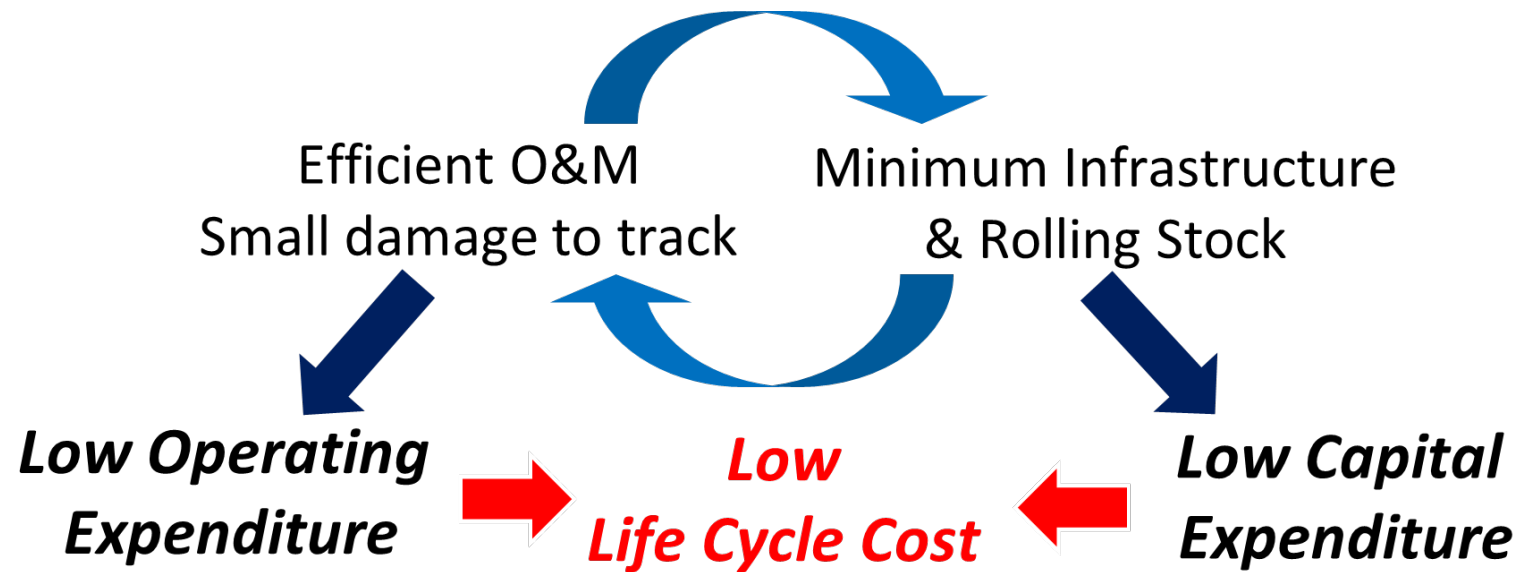 Efficient O&M
Small damage to track
Minimum Infrastructure
& Rolling Stock
Low Operating
Expenditure
Low
Life Cycle Cost
Low Capital
Expenditure